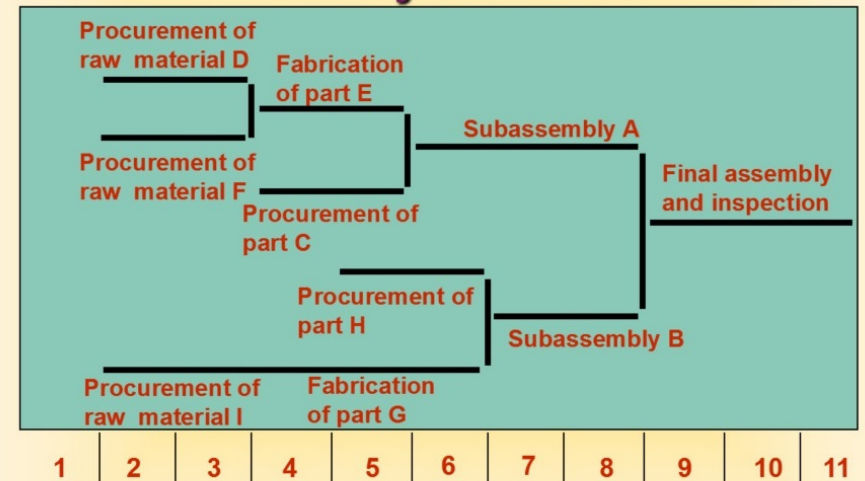 Procurement of
raw material D
Fabrication
of part E
Subassembly A
Procurement of
raw material F
Final assembly
and inspection
Procurement of
part C
Procurement of
part H
Subassembly B
Procurement of
raw material I
Fabrication
of part G
1 2 3 4 5 6 7 8 9 10 11